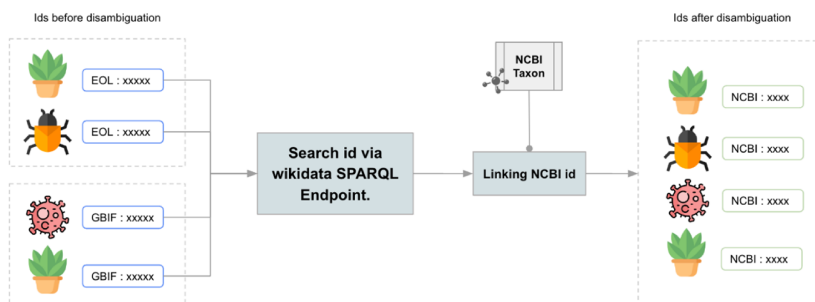 Ids before disambiguation
Ids after disambiguation
EOL : xxxxx
EOL : xxxxx
GBIF : xxxxx
GBIF : xxxxx
Search id via
wikidata SPARQL
Endpoint.
NCBI
Taxon
Linking NCBI id
NCBI : xxxx
NCBI : xxxx
NCBI : xxxx
NCBI : xxxx